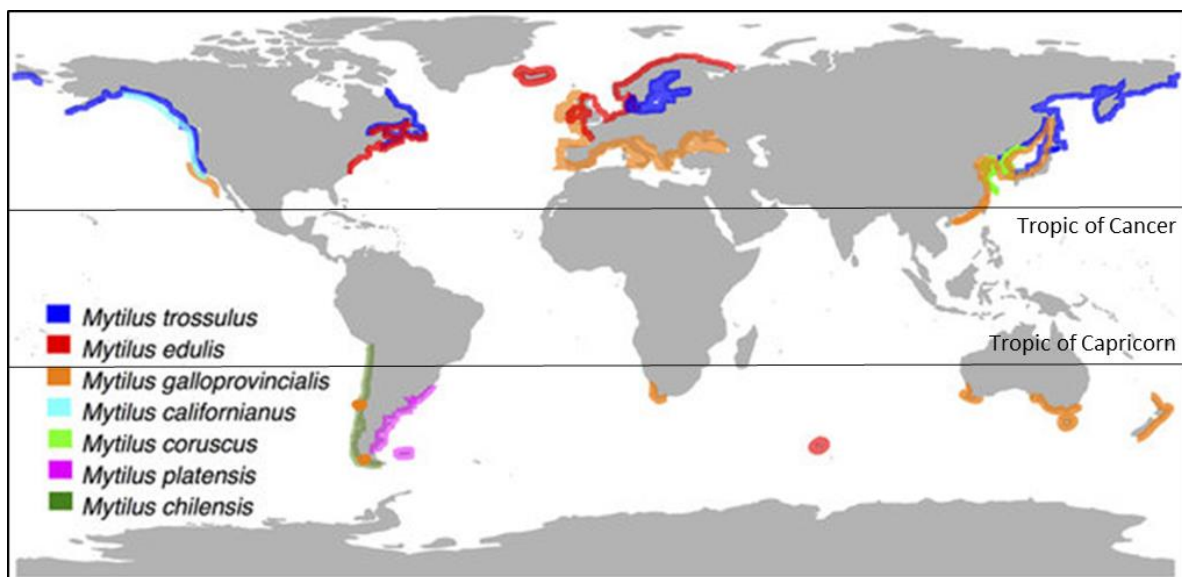 Tropic of Cancer
Tropic of Capricorn
Mytilus trossulus
Mytilus edulis
Mytilus galloprovincialis
Mytilus californianus
Mytilus coruscus
Mytilus platensis
Mytilus chilensis